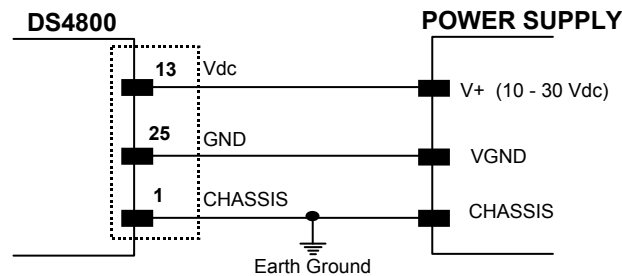 DS4800 POWER SUPPLY
13 Vdc V+ (10 - 30 Vdc)
25 GND VGND
1 CHASSIS CHASSIS
Earth Ground